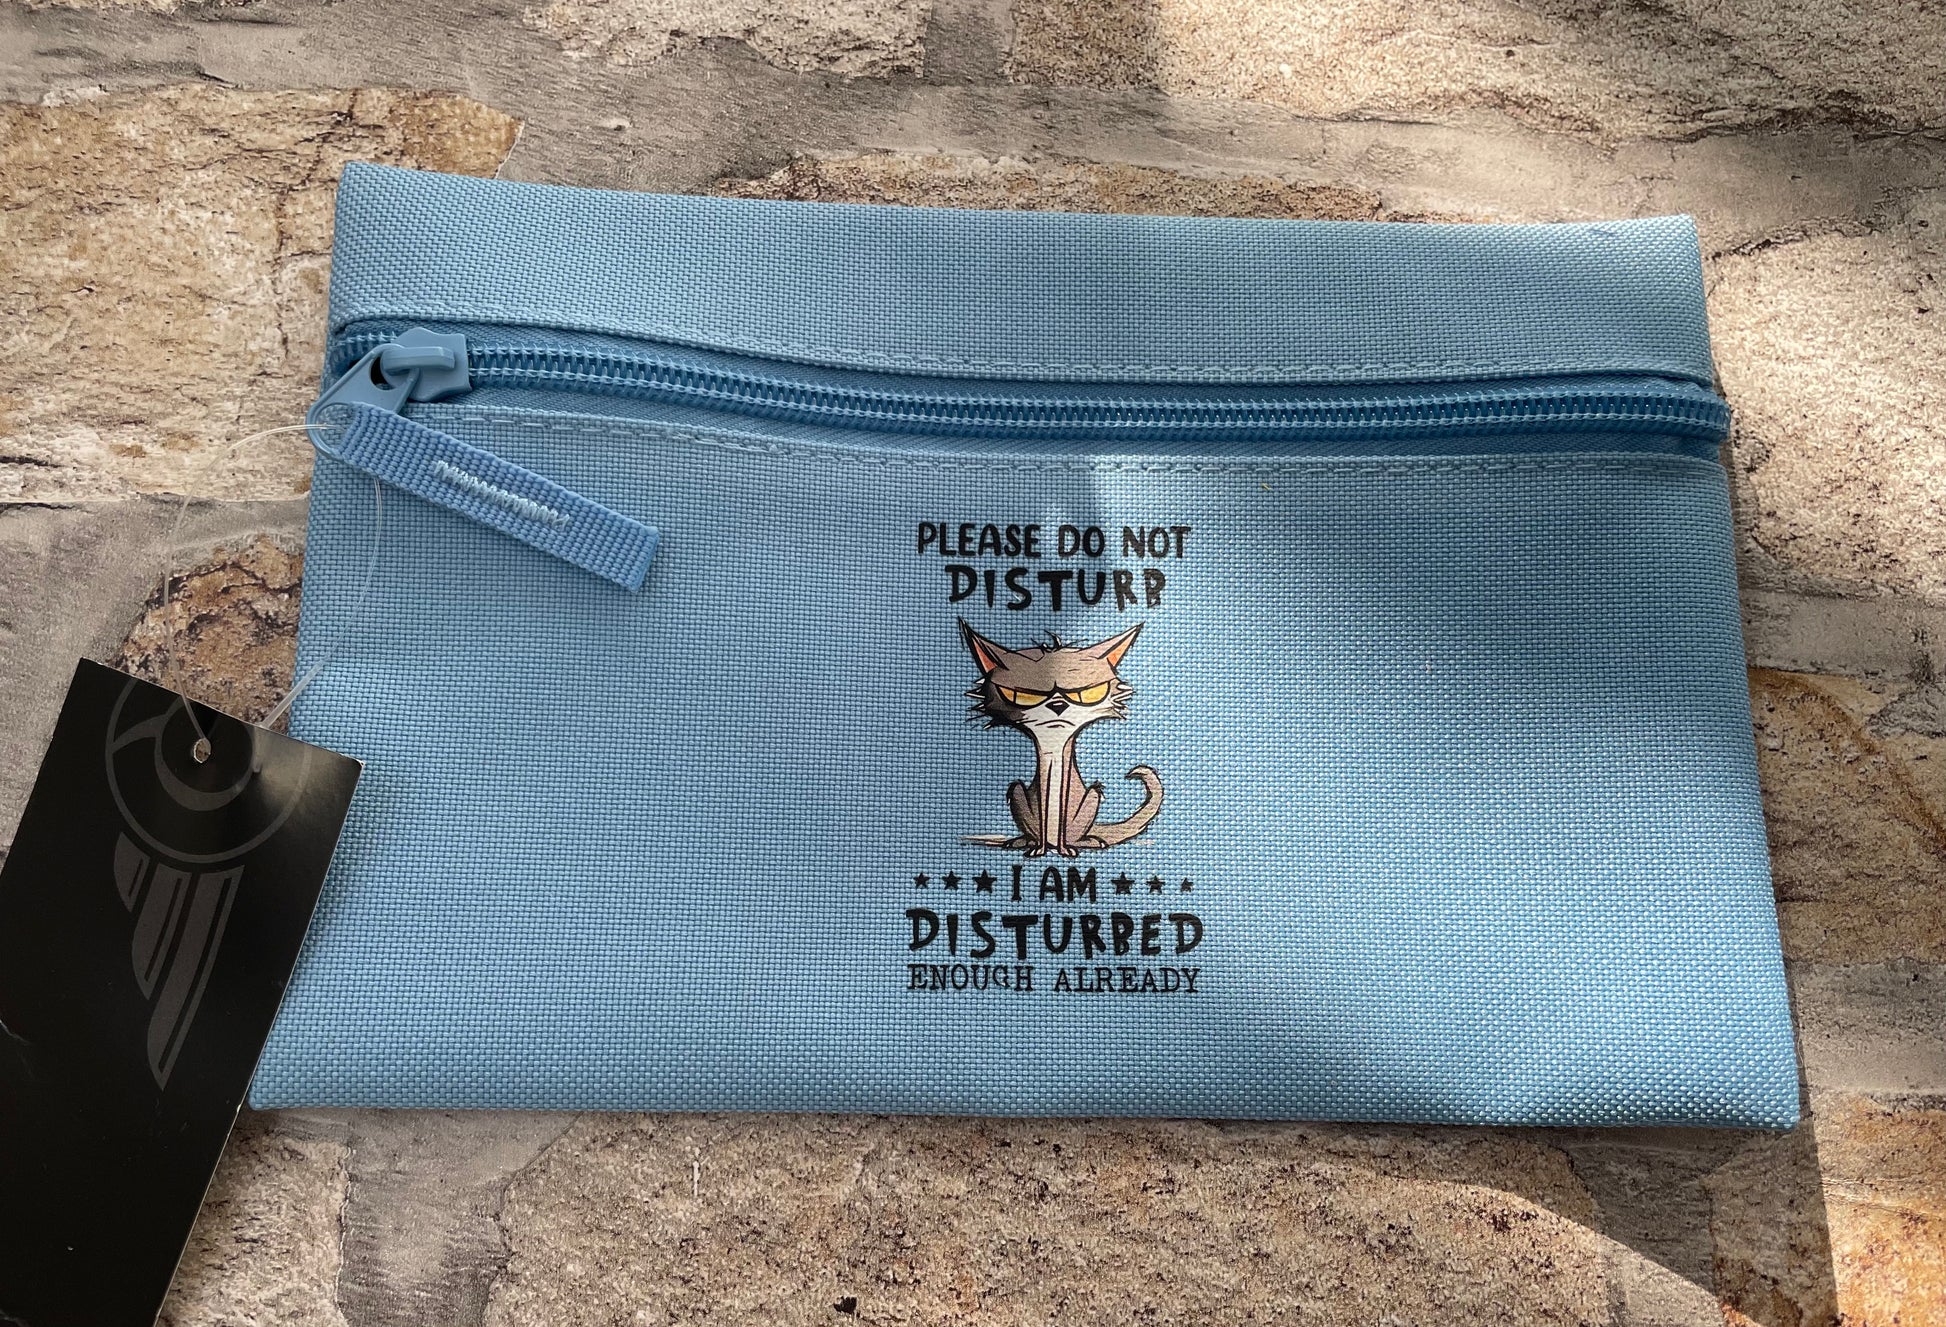 PLEASE DO NOT
DISTURB
I AM
DISTURBED
ENOUGH ALREADY